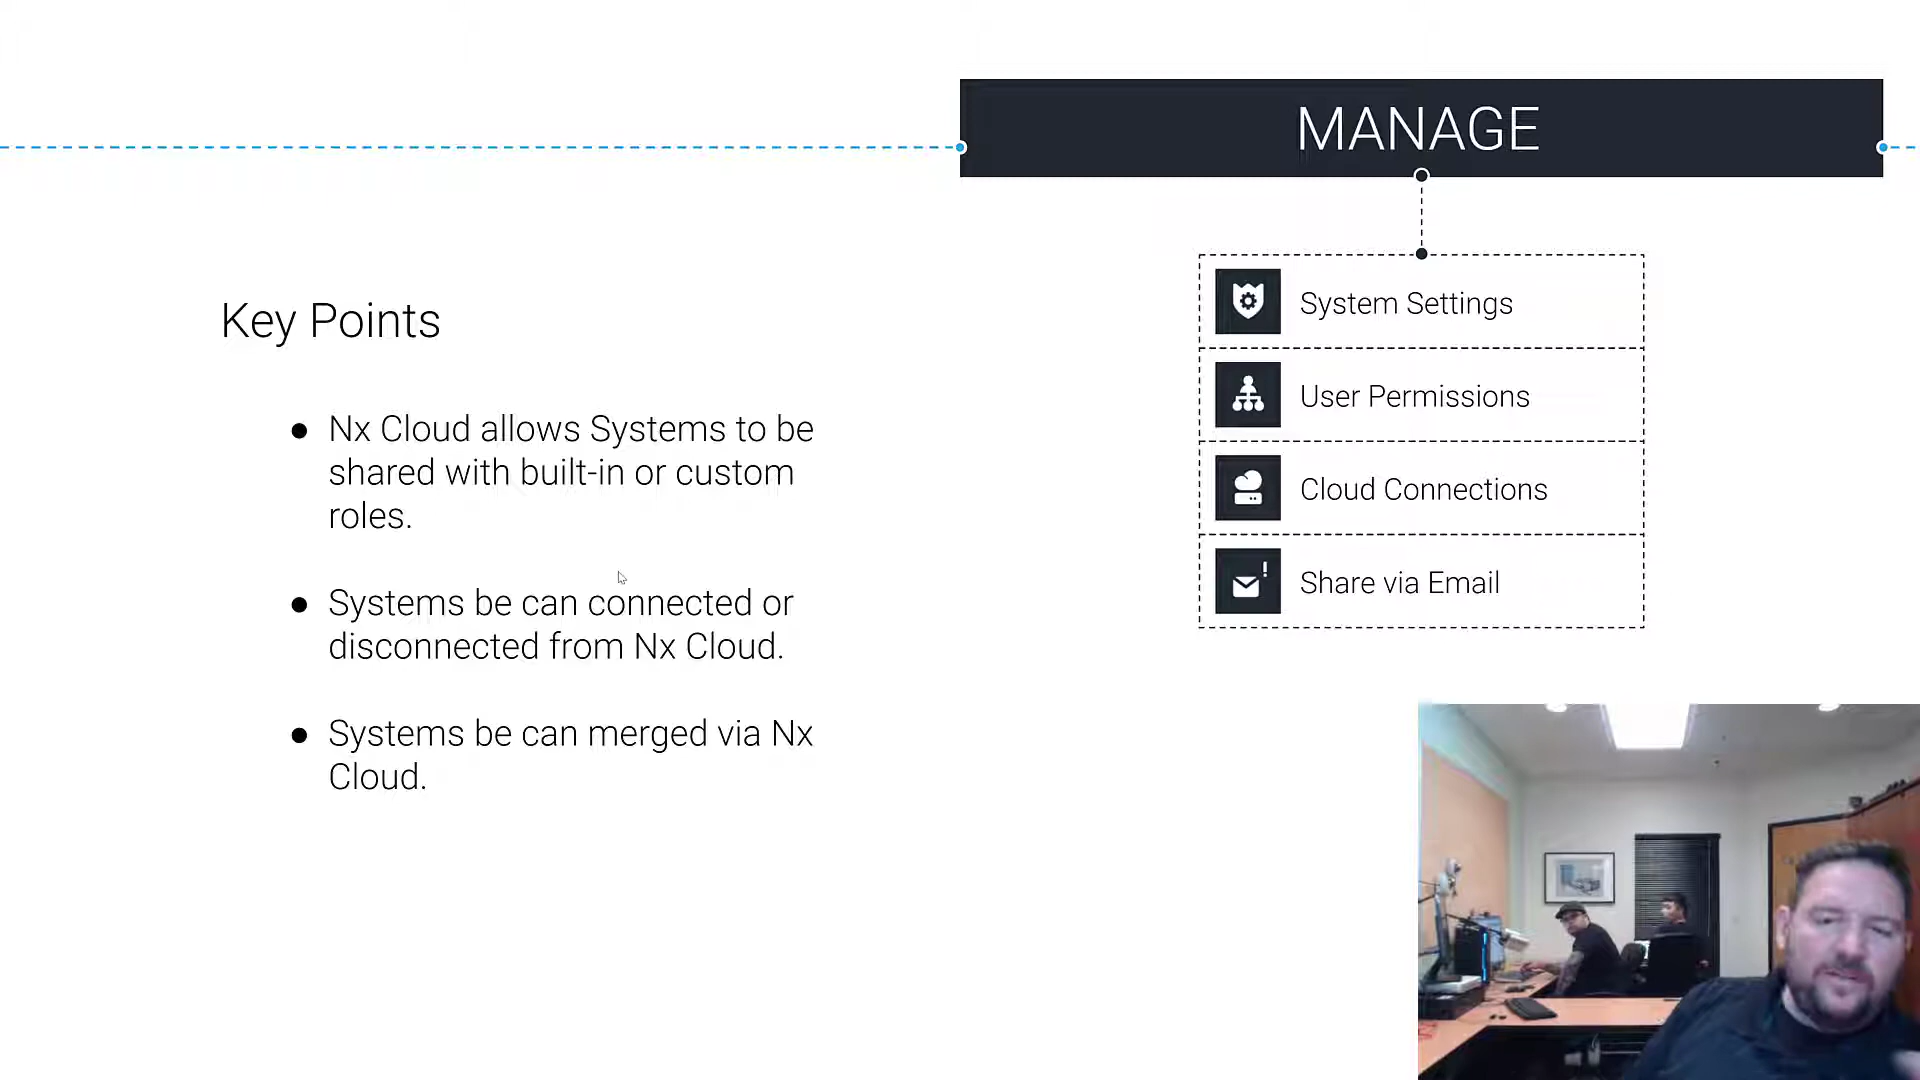 MANAGE
Key Points
Nx Cloud allows Systems to be
shared with built-in or custom
roles.
Systems be can connected or
disconnected from Nx Cloud.
Systems be can merged via Nx
Cloud.
System Settings
User Permissions
Cloud Connections
Share via Email